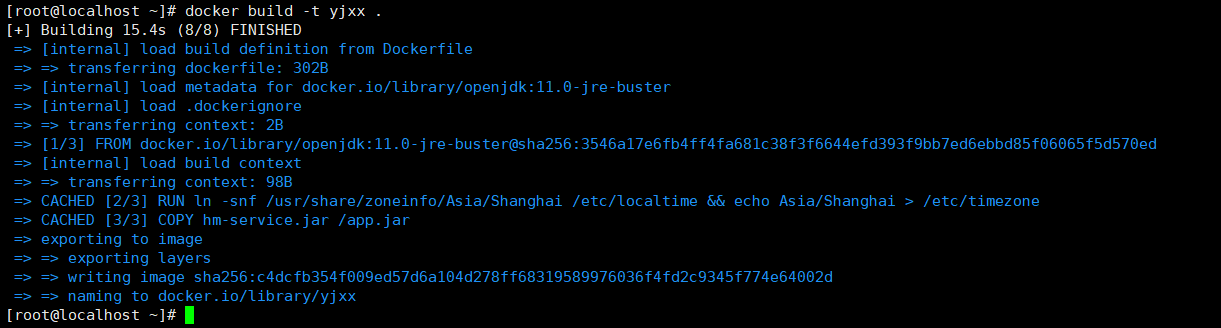 [root@localhost ~]# docker build -t yjxx .
[+] Building 15.4s (8/8) FINISHED
=> [internal] load build definition from Dockerfile
=> => transferring dockerfile: 302B
=> [internal] load metadata for docker.io/library/openjdk:11.0-jre-buster
=> [internal] load .dockerignore
=> => transferring context: 2B
=> [1/3] FROM docker.io/library/openjdk:11.0-jre-buster@sha256:3546a17e6fb4ff4fa681c38f3f6644efd393f9bb7ed6ebbd85f06065f5d570ed
=> [internal] load build context
=> => transferring context: 98B
=> CACHED [2/3] RUN ln -snf /usr/share/zoneinfo/Asia/Shanghai /etc/localtime && echo Asia/Shanghai > /etc/timezone
=> CACHED [3/3] COPY hm-service.jar /app.jar
=> exporting to image
=> => exporting layers
=> => writing image sha256:c4dcfb354f009ed57d6a104d278ff68319589976036f4fd2c9345f774e64002d
=> => naming to docker.io/library/yjxx
[root@localhost ~]#